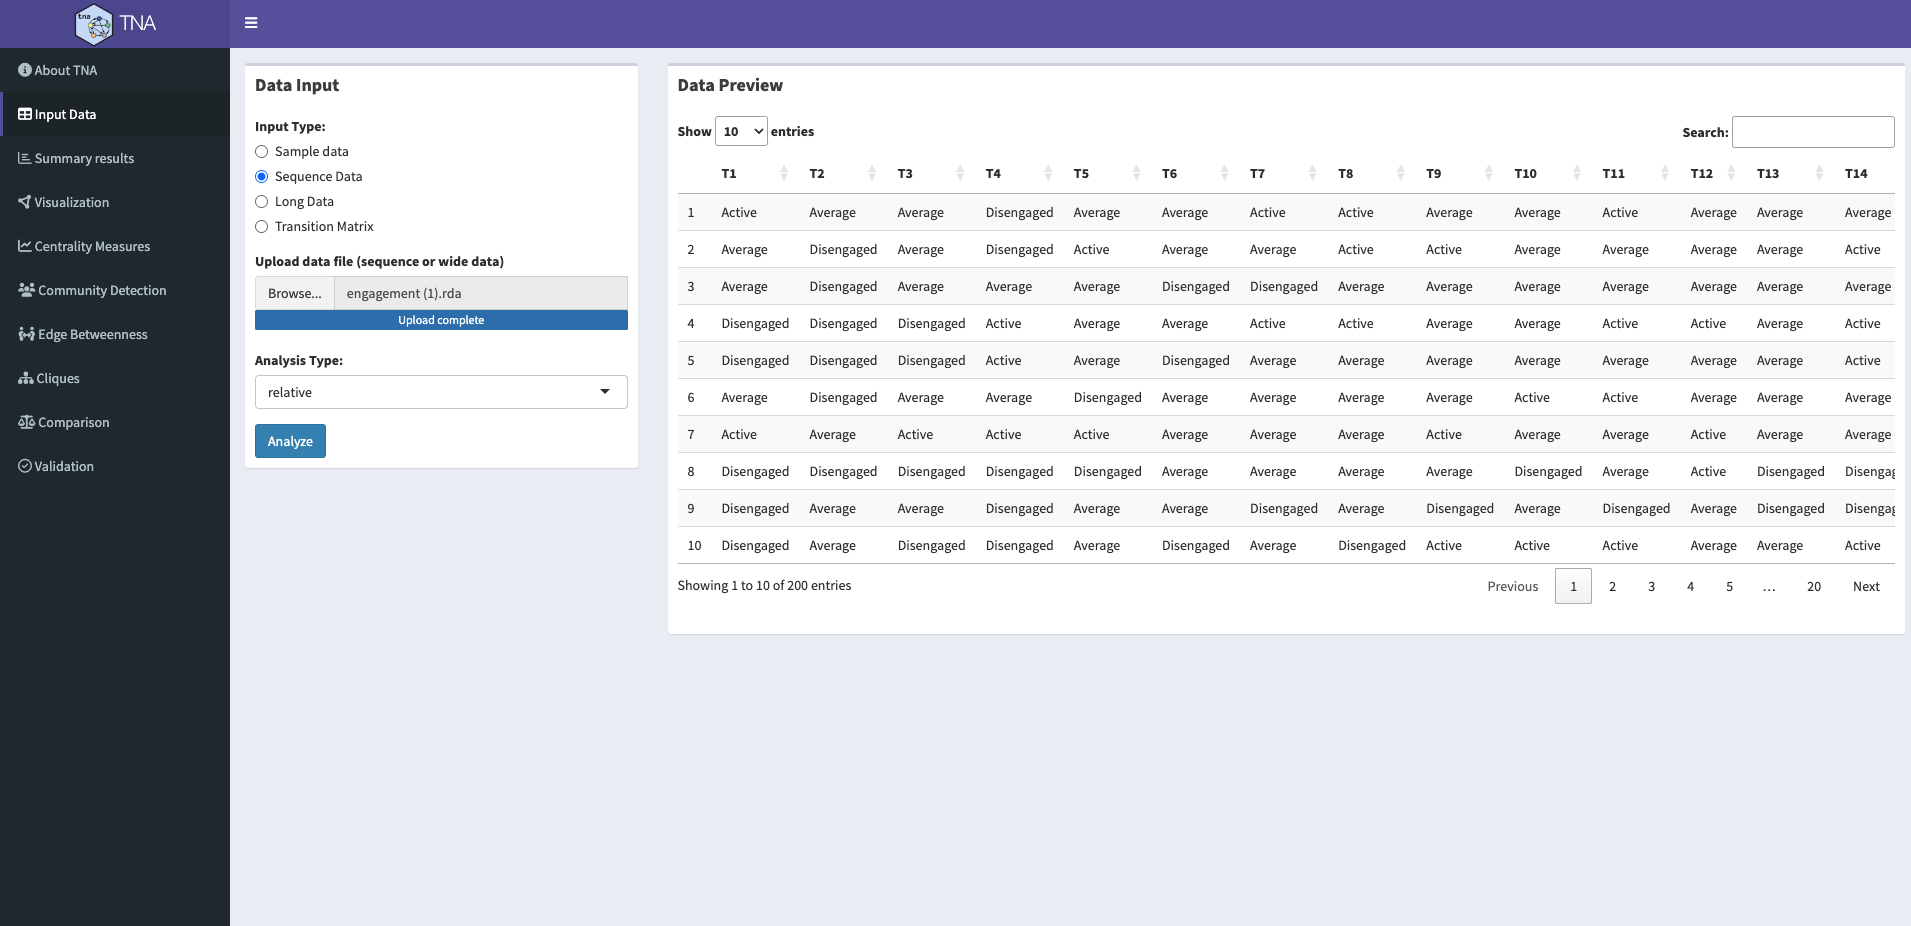 tna TNA
About TNA
Input Data
Summary results
Visualization
Centrality Measures
Community Detection
Edge Betweenness
Cliques
Comparison
Validation
Data Input
Input Type:
Sample data
Sequence Data
Long Data
Transition Matrix
Upload data file (sequence or wide data)
Browse... engagement (1).rda
Upload complete
Analysis Type:
relative
Analyze
Data Preview
Show 10 entries Search:
T1 T2 T3 T4 T5 T6 T7 T8 T9 T10 T11 T12 T13 T14
1 Active Average Average Disengaged Average Average Active Active Average Average Active Average Average Average
2 Average Disengaged Average Disengaged Active Average Average Active Active Average Average Average Average Active
3 Average Disengaged Average Average Average Disengaged Disengaged Average Average Average Average Average Average Average
4 Disengaged Disengaged Disengaged Active Average Average Active Active Average Average Active Active Average Active
5 Disengaged Disengaged Disengaged Active Average Disengaged Average Average Average Average Average Average Average Active
6 Average Disengaged Average Average Disengaged Average Average Average Average Active Active Average Average Average
7 Active Average Active Active Active Average Average Average Active Average Average Active Average Average
8 Disengaged Disengaged Disengaged Disengaged Disengaged Average Average Average Average Disengaged Average Active Disengaged Disengag
9 Disengaged Average Average Disengaged Average Average Disengaged Average Disengaged Average Disengaged Average Disengaged Disengag
10 Disengaged Average Disengaged Disengaged Average Disengaged Average Disengaged Active Active Active Average Average Active
Showing 1 to 10 of 200 entries Previous 1 2 3 4 5 … 20 Next